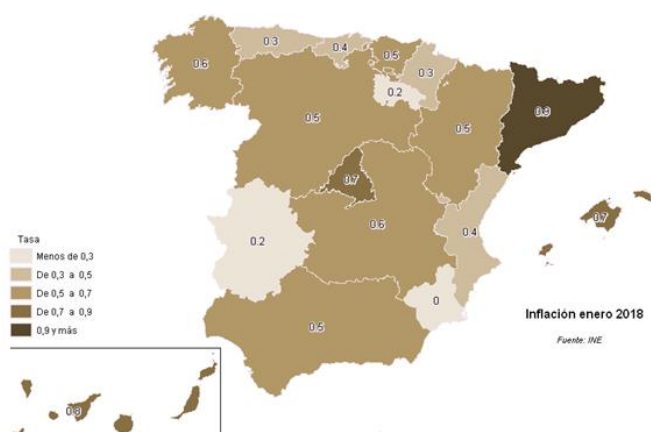 0.3
0.4
0.5
0.6
0.3
0.2
0.9
0.5
0.5
0.7
0.7
0.6
0.2
0.4
0
0.5
0.8
Tasa
Menos de 0,3
De 0,3 a 0,5
De 0,5 a 0,7
De 0,7 a 0,9
0,9 y más
Inflación enero 2018
Fuente: INE